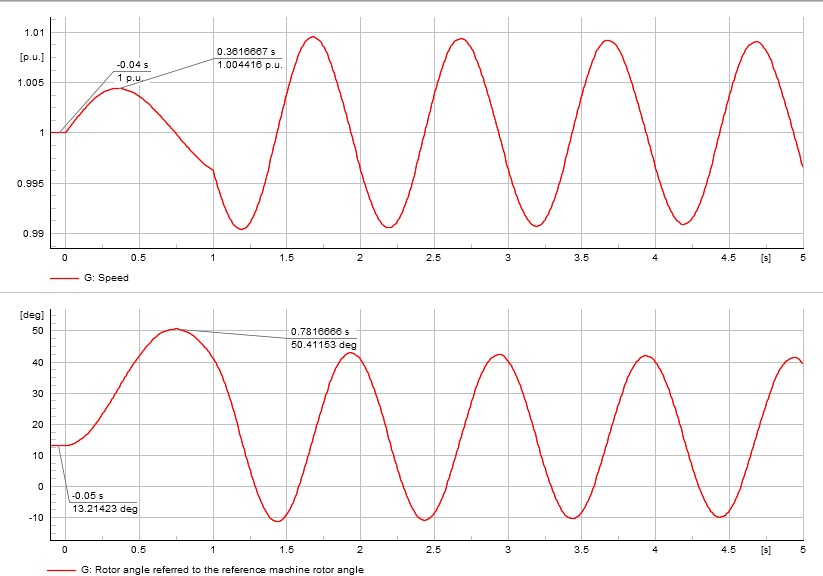 1.01
[p.u.]
1.005
1
0.995
0.99
-0.04 s
1 p.u.
0.3616667 s
1.004416 p.u.
0 0.5 1 1.5 2 2.5 3 3.5 4 4.5 [s] 5
G: Speed
[deg]
50
40
30
20
10
0
-10
0.7816666 s
50.41153 deg
-0.05 s
13.21423 deg
0 0.5 1 1.5 2 2.5 3 3.5 4 4.5 [s] 5
G: Rotor angle referred to the reference machine rotor angle